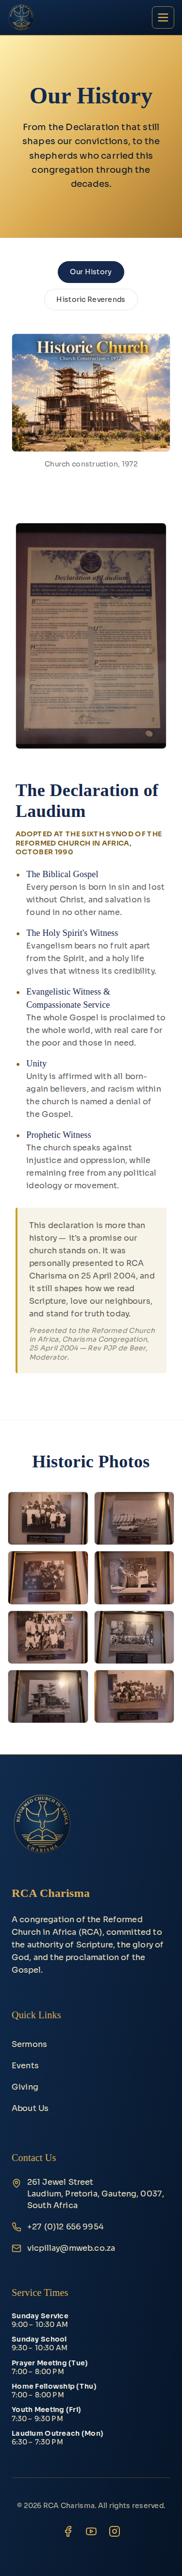 Our History
From the Declaration that still
shapes our convictions, to the
shepherds who carried this
congregation through the
decades.
Our History
Historic Reverends
Historic Church
Church Construction • 1972
Church construction, 1972
Declaration of Laudium
The Declaration of
Laudium
ADOPTED AT THE SIXTH SYNOD OF THE
REFORMED CHURCH IN AFRICA,
OCTOBER 1990
The Biblical Gospel
Every person is born in sin and lost
without Christ, and salvation is
found in no other name.
The Holy Spirit's Witness
Evangelism bears no fruit apart
from the Spirit, and a holy life
gives that witness its credibility.
Evangelistic Witness &
Compassionate Service
The whole Gospel is proclaimed to
the whole world, with real care for
the poor and those in need.
Unity
Unity is affirmed with all born-
again believers, and racism within
the church is named a denial of
the Gospel.
Prophetic Witness
The church speaks against
injustice and oppression, while
remaining free from any political
ideology or movement.
This declaration is more than
history — it's a promise our
church stands on. It was
personally presented to RCA
Charisma on 25 April 2004, and
it still shapes how we read
Scripture, love our neighbours,
and stand for truth today.
Presented to the Reformed Church
in Africa, Charisma Congregation,
25 April 2004 — Rev PJP de Beer,
Moderator.
Historic Photos
REFORMED CHURCH IN AFRICA
CHARISMA
RCA Charisma
A congregation of the Reformed
Church in Africa (RCA), committed to
the authority of Scripture, the glory of
God, and the proclamation of the
Gospel.
Quick Links
Sermons
Events
Giving
About Us
Contact Us
261 Jewel Street
Laudium, Pretoria, Gauteng, 0037,
South Africa
+27 (0)12 656 9954
vicpillay@mweb.co.za
Service Times
Sunday Service
9:00 – 10:30 AM
Sunday School
9:30 – 10:30 AM
Prayer Meeting (Tue)
7:00 – 8:00 PM
Home Fellowship (Thu)
7:00 – 8:00 PM
Youth Meeting (Fri)
7:30 – 9:30 PM
Laudium Outreach (Mon)
6:30 – 7:30 PM
© 2026 RCA Charisma. All rights reserved.